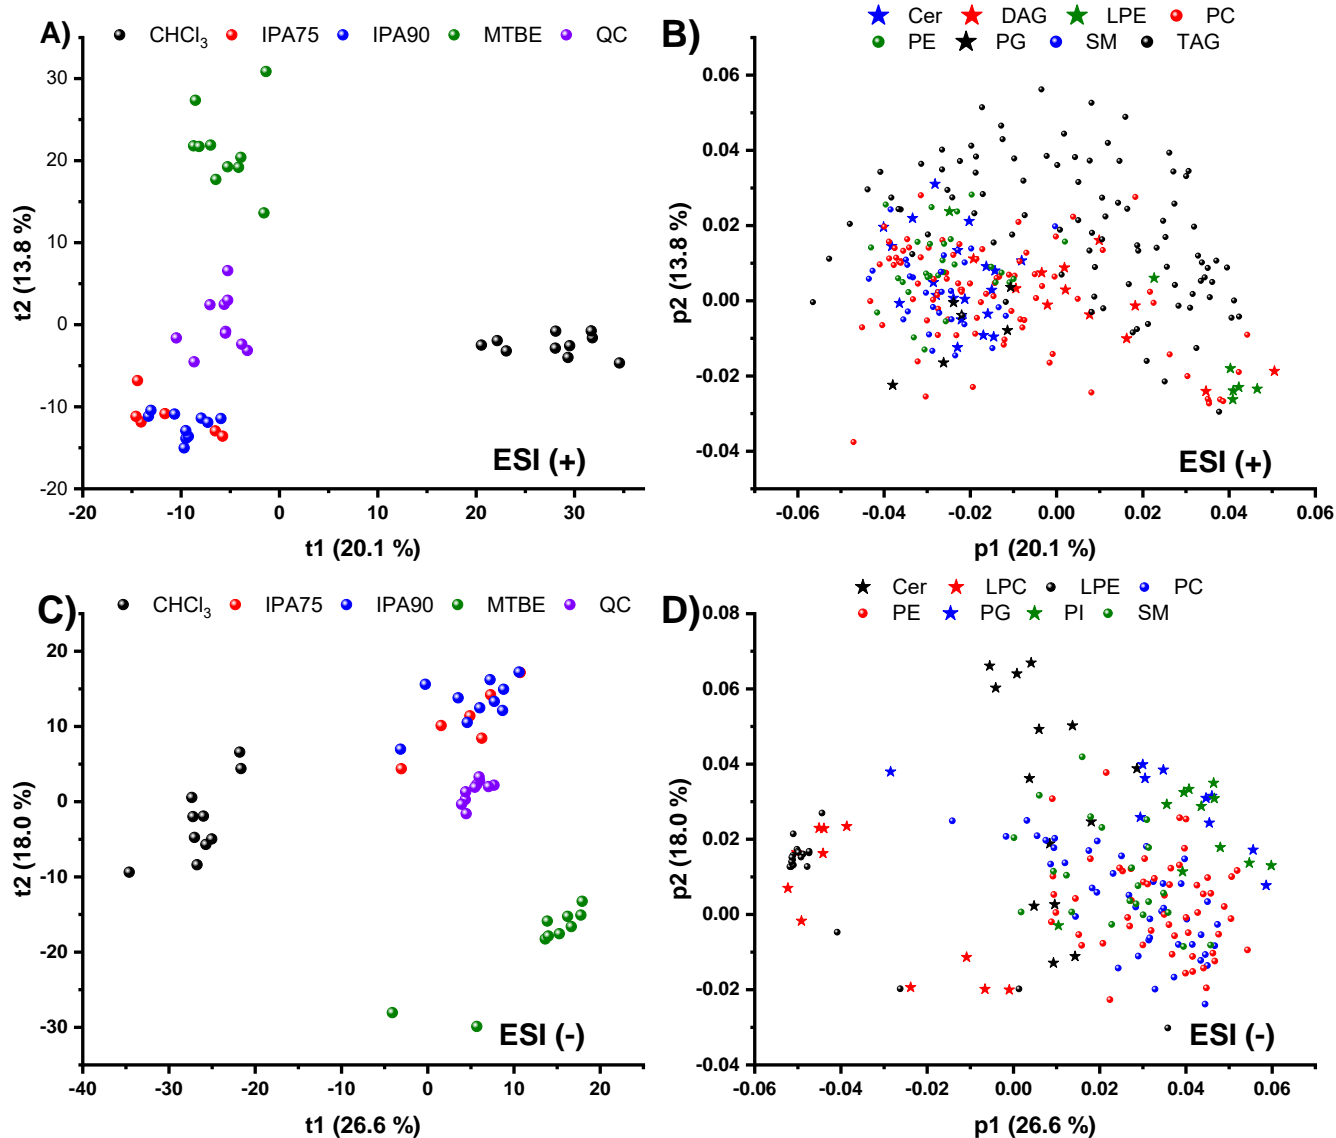 A) CHCl3 IPA75 IPA90 MTBE QC
30
20
10
0
-10
-20
t2 (13.8 %)
ESI (+)
-20 -10 0 10 20 30
t1 (20.1 %)
B) Cer DAG LPE PC
PE PG SM TAG
0.06
0.04
0.02
0.00
-0.02
-0.04
p2 (13.8 %)
ESI (+)
-0.06 -0.04 -0.02 0.00 0.02 0.04 0.06
p1 (20.1 %)
C) CHCl3 IPA75 IPA90 MTBE QC
20
10
0
-10
-20
-30
t2 (18.0 %)
ESI (-)
-40 -30 -20 -10 0 10 20
t1 (26.6 %)
D) Cer LPC LPE PC
PE PG PI SM
0.08
0.06
0.04
0.02
0.00
-0.02
-0.04
p2 (18.0 %)
ESI (-)
-0.06 -0.04 -0.02 0.00 0.02 0.04 0.06
p1 (26.6 %)